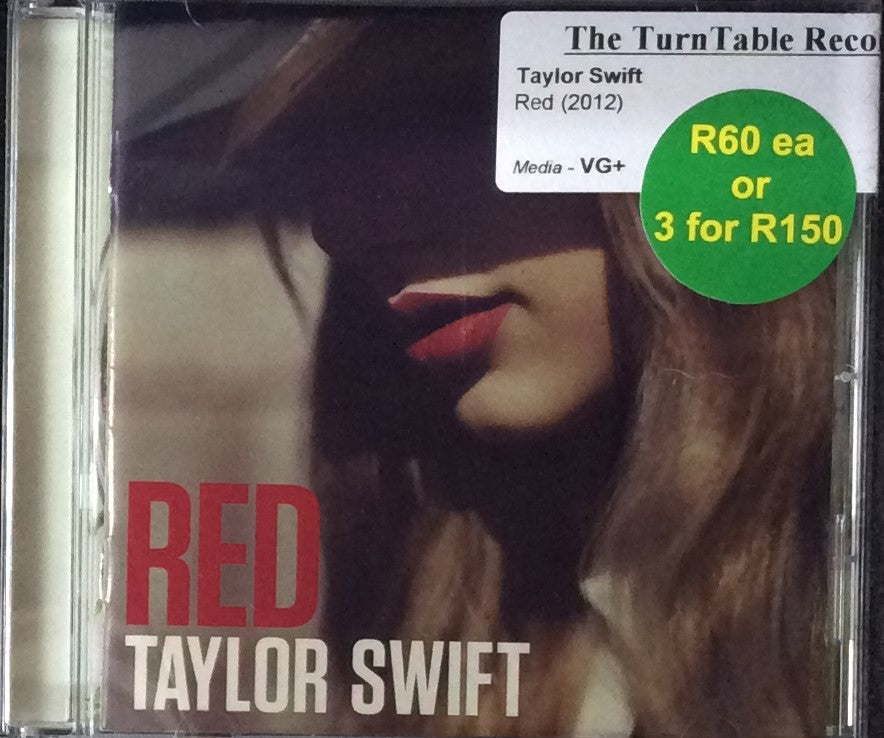 The TurnTable Reco
Taylor Swift
Red (2012)
Media - VG+
R60 ea
or
3 for R150
RED
TAYLOR SWIFT